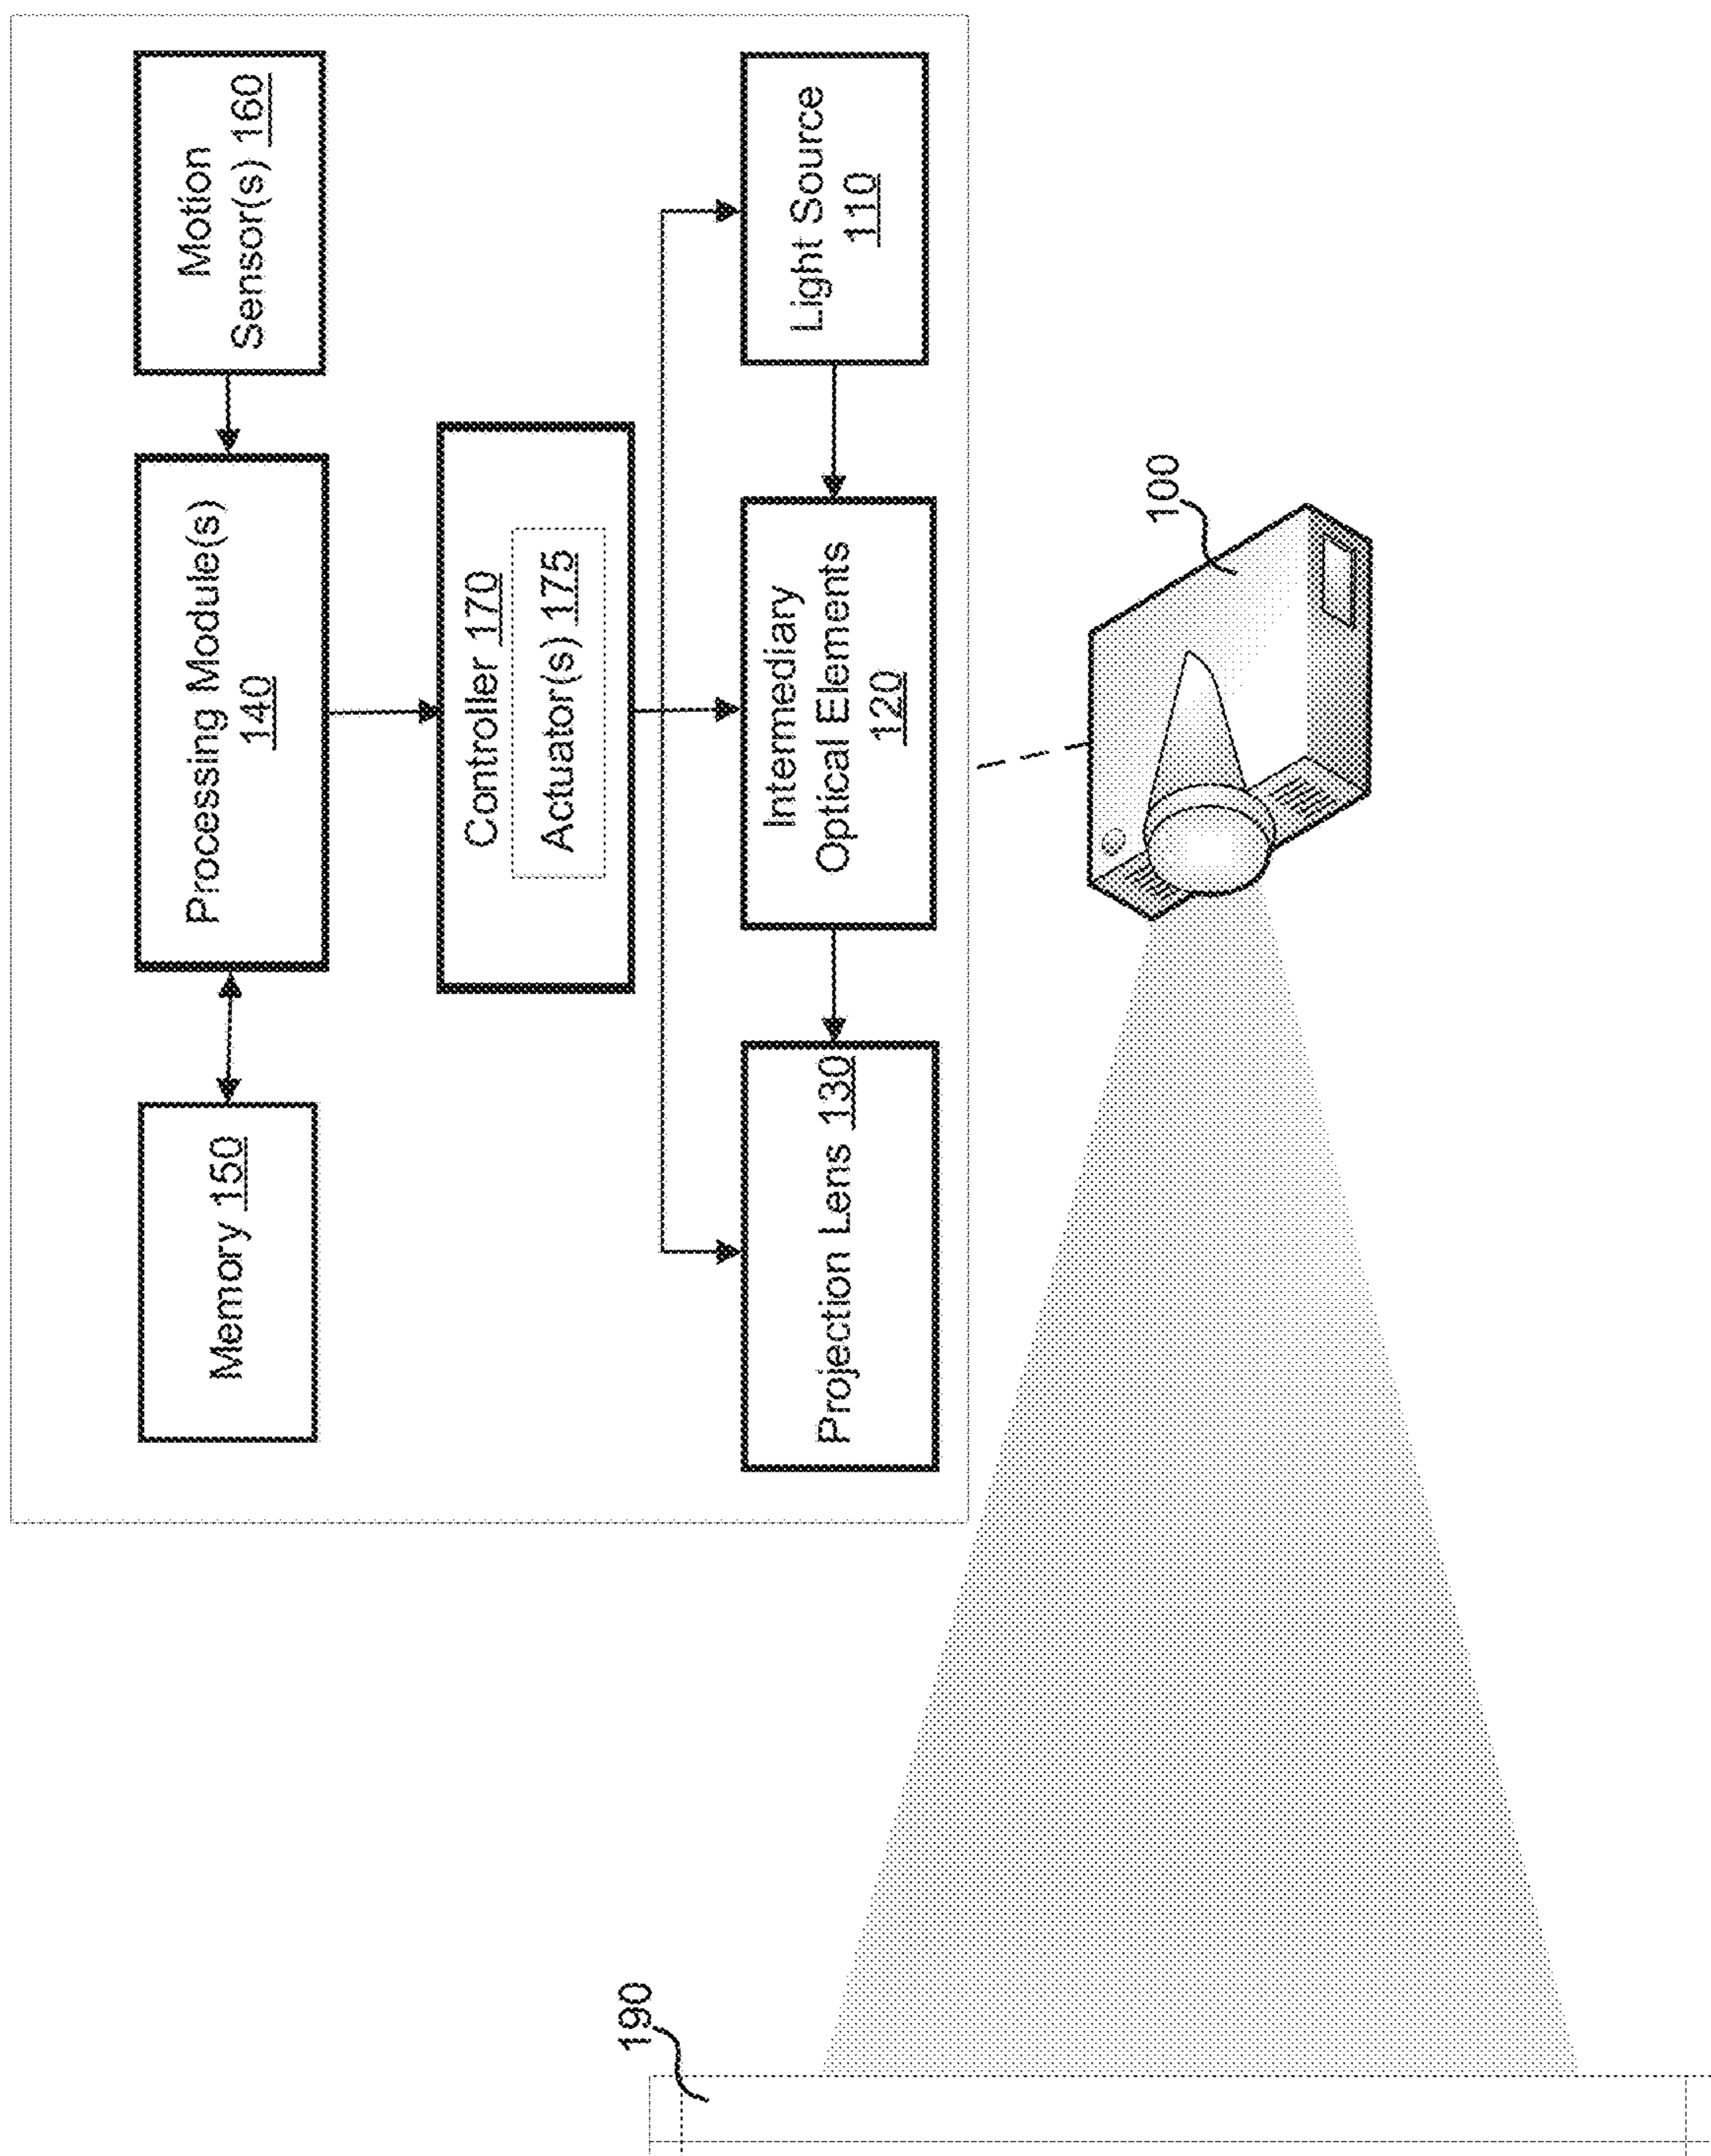 Memory 150
Processing Module(s)
140
Motion
Sensor(s) 160
Controller 170
Actuator(s) 175
Projection Lens 130
Intermediary
Optical Elements
120
Light Source
110
190
100